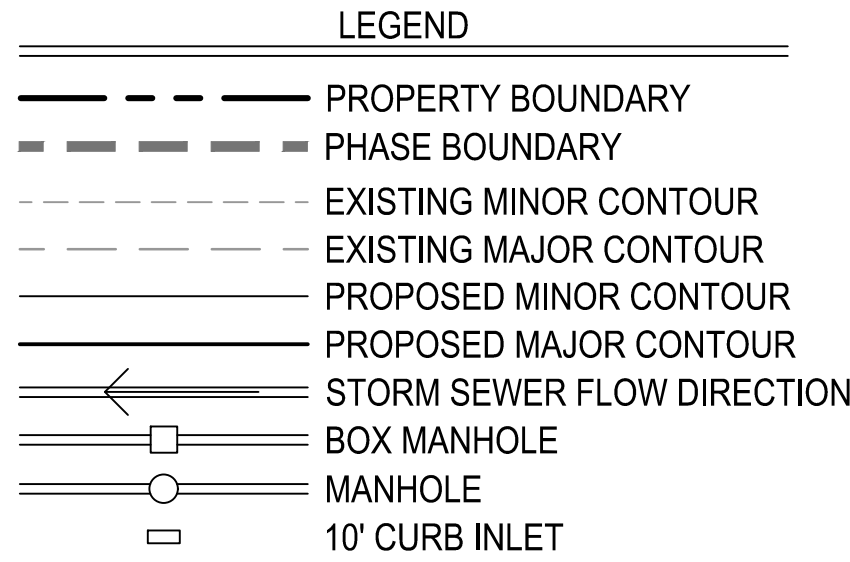 LEGEND
PROPERTY BOUNDARY
PHASE BOUNDARY
EXISTING MINOR CONTOUR
EXISTING MAJOR CONTOUR
PROPOSED MINOR CONTOUR
PROPOSED MAJOR CONTOUR
STORM SEWER FLOW DIRECTION
BOX MANHOLE
MANHOLE
10' CURB INLET